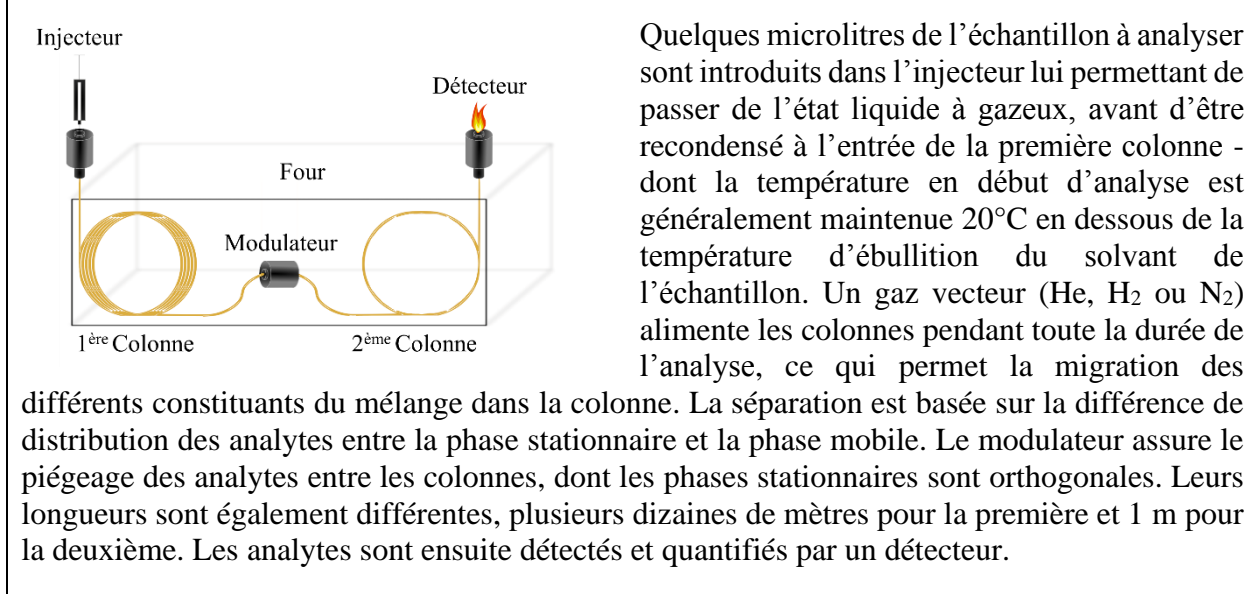 Injecteur
Détecteur
Four
Modulateur
1ère Colonne
2ème Colonne
Quelques microlitres de l’échantillon à analyser
sont introduits dans l’injecteur lui permettant de
passer de l’état liquide à gazeux, avant d’être
recondensé à l’entrée de la première colonne -
dont la température en début d’analyse est
généralement maintenue 20°C en dessous de la
température d’ébullition du solvant de
l’échantillon. Un gaz vecteur (He, H2 ou N2)
alimente les colonnes pendant toute la durée de
l’analyse, ce qui permet la migration des
différents constituants du mélange dans la colonne. La séparation est basée sur la différence de
distribution des analytes entre la phase stationnaire et la phase mobile. Le modulateur assure le
piégeage des analytes entre les colonnes, dont les phases stationnaires sont orthogonales. Leurs
longueurs sont également différentes, plusieurs dizaines de mètres pour la première et 1 m pour
la deuxième. Les analytes sont ensuite détectés et quantifiés par un détecteur.